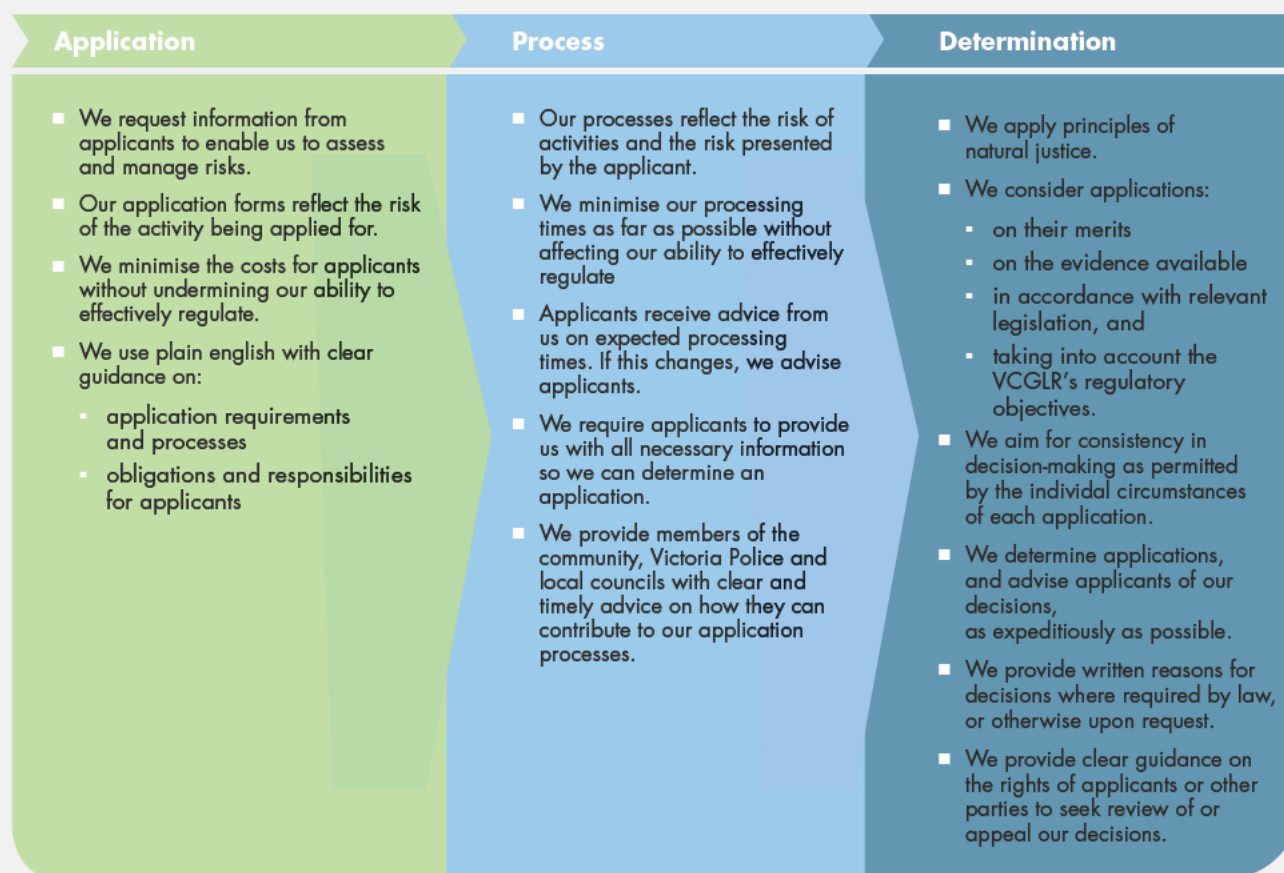 Application
We request information from
applicants to enable us to assess
and manage risks.
Our application forms reflect the risk
of the activity being applied for.
We minimise the costs for applicants
without undermining our ability to
effectively regulate.
We use plain english with clear
guidance on:
application requirements
and processes
obligations and responsibilities
for applicants
Process
Our processes reflect the risk of
activities and the risk presented
by the applicant.
We minimise our processing
times as far as possible without
affecting our ability to effectively
regulate
Applicants receive advice from
us on expected processing
times. If this changes, we advise
applicants.
We require applicants to provide
us with all necessary information
so we can determine an
application.
We provide members of the
community, Victoria Police and
local councils with clear and
timely advice on how they can
contribute to our application
processes.
Determination
We apply principles of
natural justice.
We consider applications:
on their merits
on the evidence available
in accordance with relevant
legislation, and
taking into account the
VCGLR's regulatory
objectives.
We aim for consistency in
decision-making as permitted
by the individal circumstances
of each application.
We determine applications,
and advise applicants of our
decisions,
as expeditiously as possible.
We provide written reasons for
decisions where required by law,
or otherwise upon request.
We provide clear guidance on
the rights of applicants or other
parties to seek review of or
appeal our decisions.